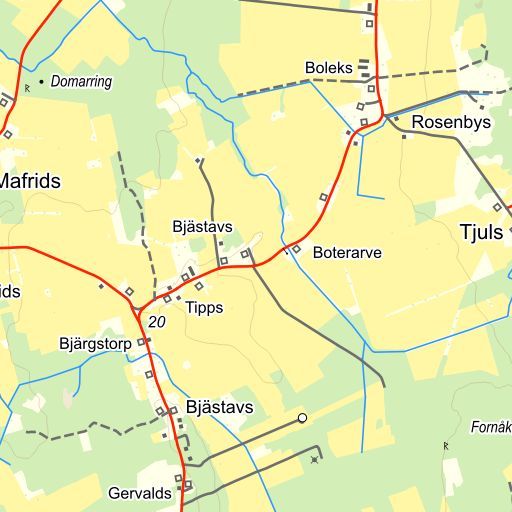 Boleks
Domarring
Rosenbys
Mafrids
Bjästavs
Tjuls
Boterarve
ids
Tipps
20
Bjärgstorp
Bjästavs
Fornåk
Gervalds